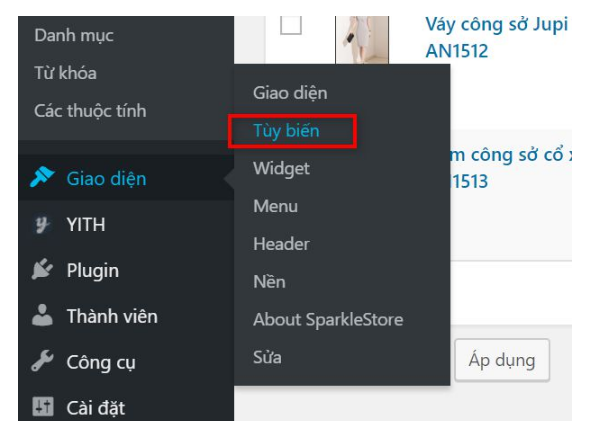 Danh mục
Từ khóa
Các thuộc tính
Giao diện
YITH
Plugin
Thành viên
Công cụ
Cài đặt
Giao diện
Tùy biến
Widget
Menu
Header
Nền
About SparkleStore
Sửa
Váy công sở Jupi
AN1512
công sở cổ
1513
Áp dụng